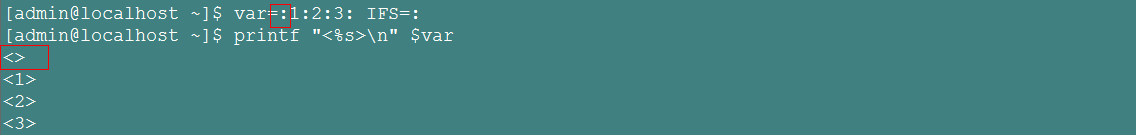 [admin@localhost ~]$ var=:1:2:3: IFS=:
[admin@localhost ~]$ printf "<%s>\n" $var
<>
<1>
<2>
<3>